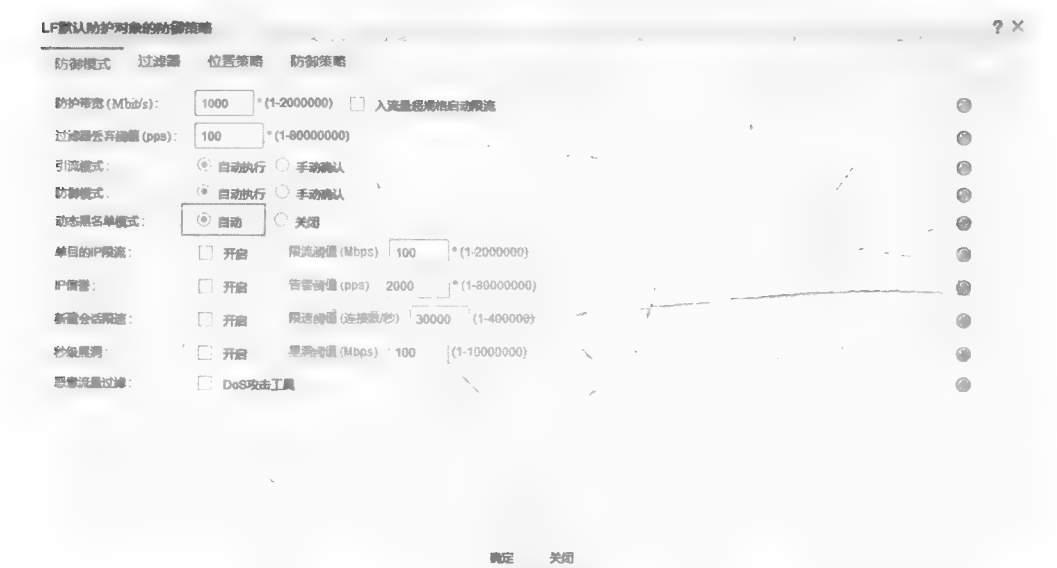 LF默认防护对象的防御策略 ? ×
防御模式 过滤器 位置策略 防御策略
防护带宽 (Mbit/s): 1000 * (1-2000000) 入流量超规格启动限流
过滤器丢弃阈值 (pps): 100 * (1-80000000)
引流模式: 自动执行 手动确认
防御模式: 自动执行 手动确认
动态黑名单模式: 自动 关闭
单目的IP限流: 开启 限流阈值 (Mbps) 100 * (1-2000000)
IP信誉: 开启 告警阈值 (pps) 2000 * (1-80000000)
新建会话限速: 开启 限速阈值 (连接数/秒) 30000 (1-400000)
秒级黑洞: 开启 黑洞阈值 (Mbps) 100 (1-10000000)
恶意流量过滤: DoS攻击工具
确定 关闭